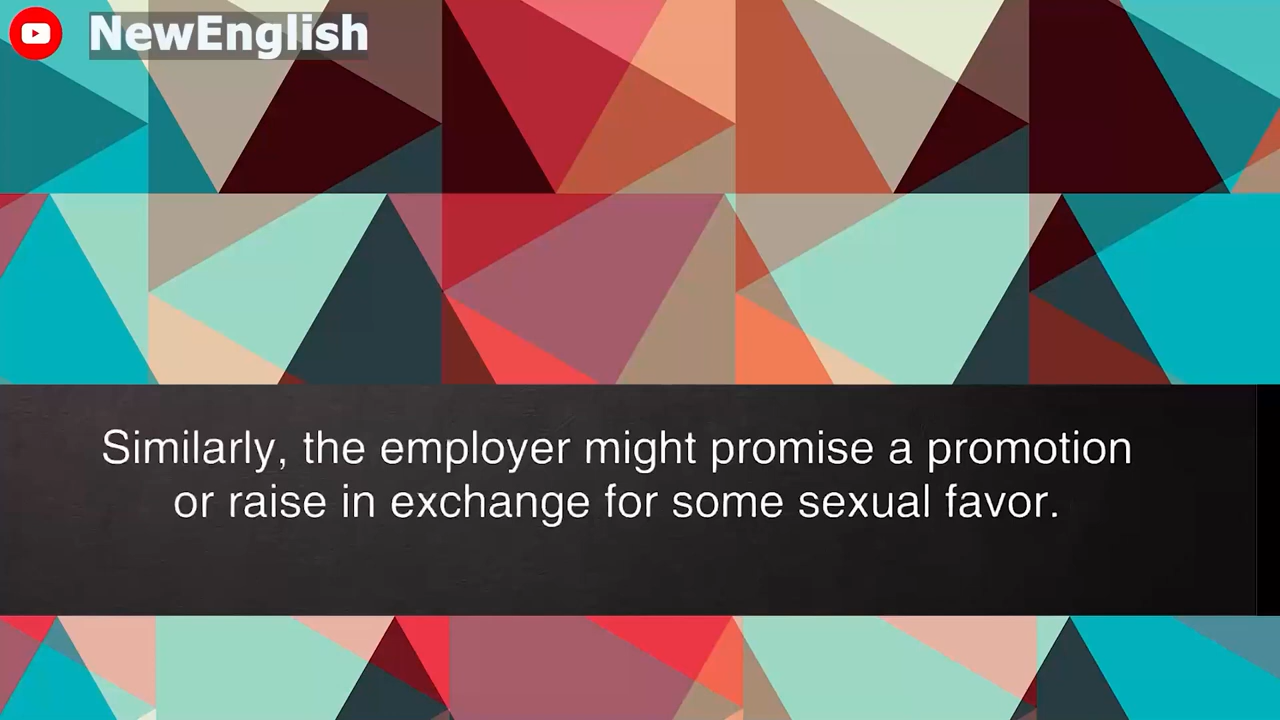 NewEnglish
Similarly, the employer might promise a promotion
or raise in exchange for some sexual favor.